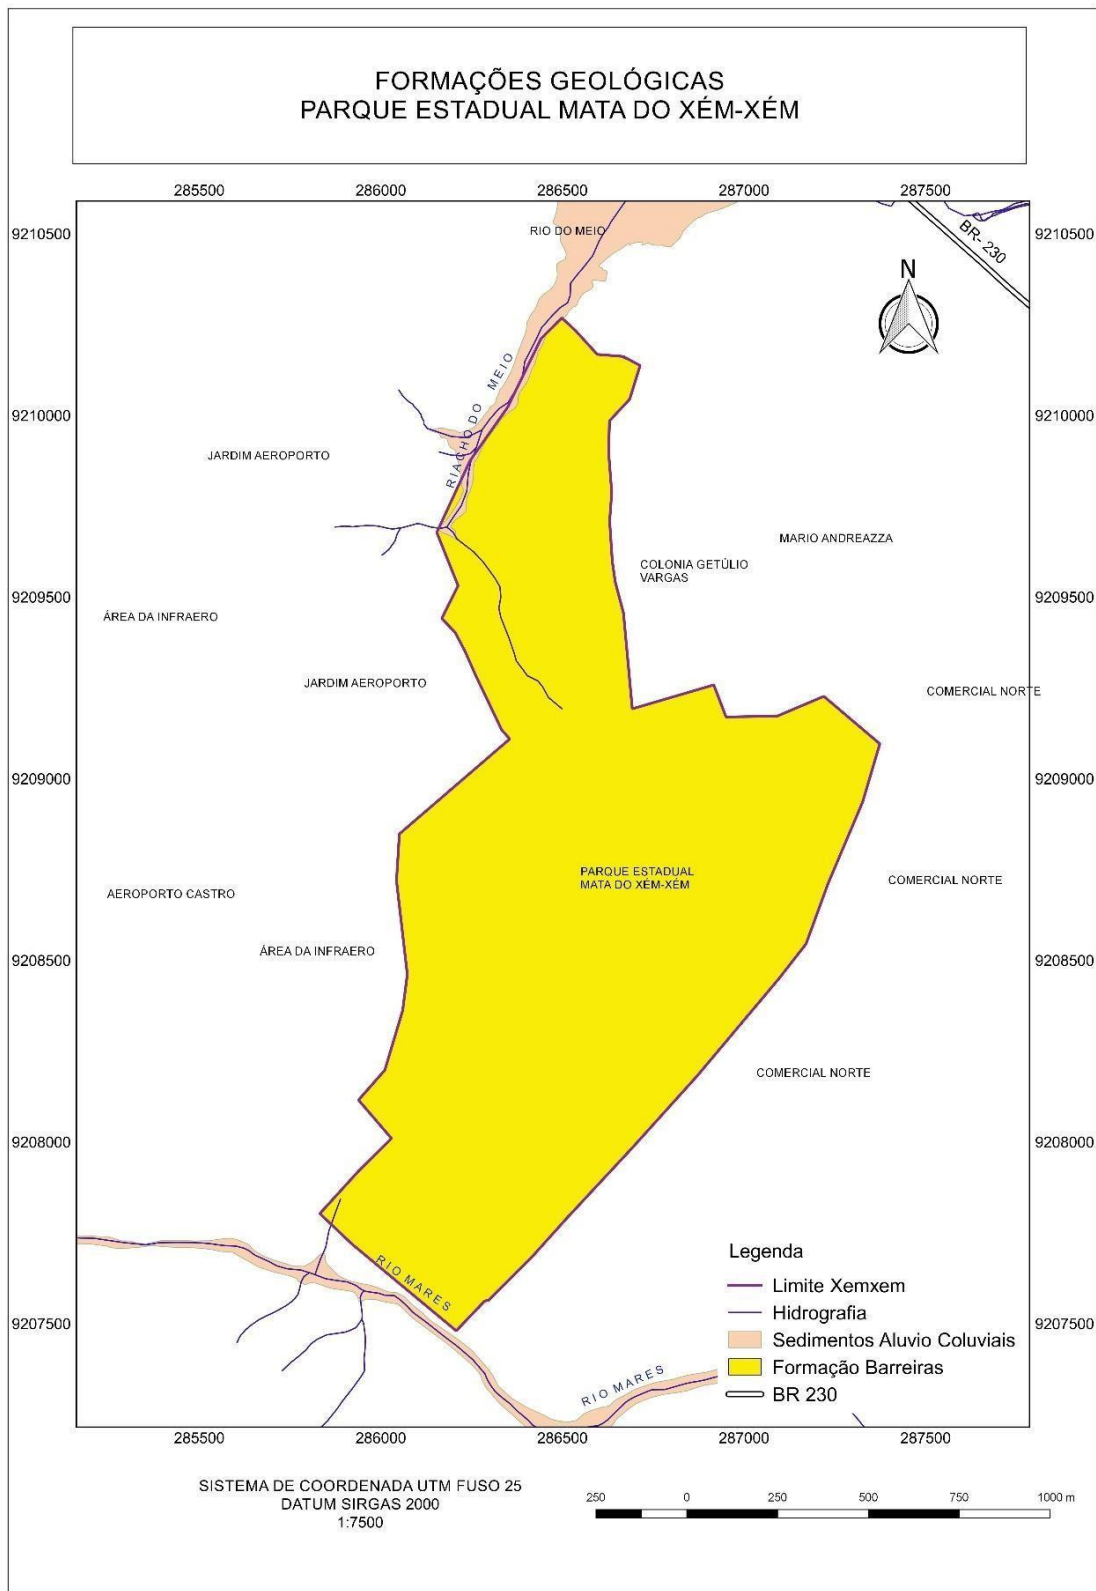 FORMAÇÕES GEOLÓGICAS
PARQUE ESTADUAL MATA DO XÉM-XÉM
285500 286000 286500 287000 287500
9210500 9210500
RIO DO MEIO
BR- 230
N
RIACHO DO MEIO
9210000 9210000
JARDIM AEROPORTO
MARIO ANDREAZZA
COLONIA GETÚLIO
VARGAS
9209500 9209500
ÁREA DA INFRAERO
JARDIM AEROPORTO
COMERCIAL NORTE
9209000 9209000
PARQUE ESTADUAL
MATA DO XÉM-XÉM
COMERCIAL NORTE
AEROPORTO CASTRO
ÁREA DA INFRAERO
9208500 9208500
COMERCIAL NORTE
9208000 9208000
RIO MARES
9207500 9207500
RIO MARES
Legenda
Limite Xemxem
Hidrografia
Sedimentos Aluvio Coluviais
Formação Barreiras
BR 230
285500 286000 286500 287000 287500
SISTEMA DE COORDENADA UTM FUSO 25
DATUM SIRGAS 2000
1:7500
250 0 250 500 750 1000 m